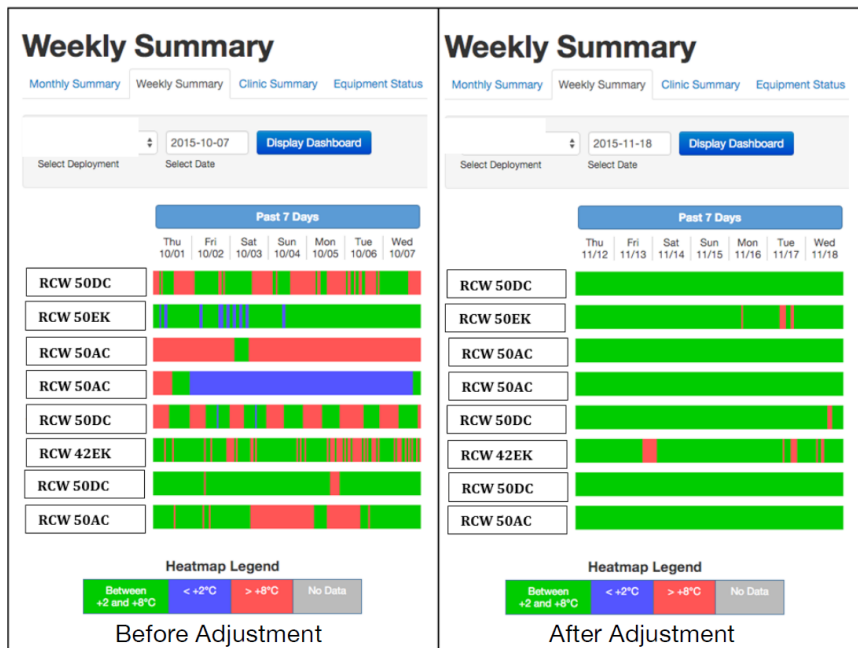 Weekly Summary
Monthly Summary Weekly Summary Clinic Summary Equipment Status
2015-10-07 Display Dashboard
Select Deployment Select Date
Past 7 Days
Thu Fri Sat Sun Mon Tue Wed
10/01 10/02 10/03 10/04 10/05 10/06 10/07
RCW 50DC
RCW 50EK
RCW 50AC
RCW 50AC
RCW 50DC
RCW 42EK
RCW 50DC
RCW 50AC
Heatmap Legend
Between +2 and +8°C < +2°C > +8°C No Data
Before Adjustment
Weekly Summary
Monthly Summary Weekly Summary Clinic Summary Equipment Status
2015-11-18 Display Dashboard
Select Deployment Select Date
Past 7 Days
Thu Fri Sat Sun Mon Tue Wed
11/12 11/13 11/14 11/15 11/16 11/17 11/18
RCW 50DC
RCW 50EK
RCW 50AC
RCW 50AC
RCW 50DC
RCW 42EK
RCW 50DC
RCW 50AC
Heatmap Legend
Between +2 and +8°C < +2°C > +8°C No Data
After Adjustment